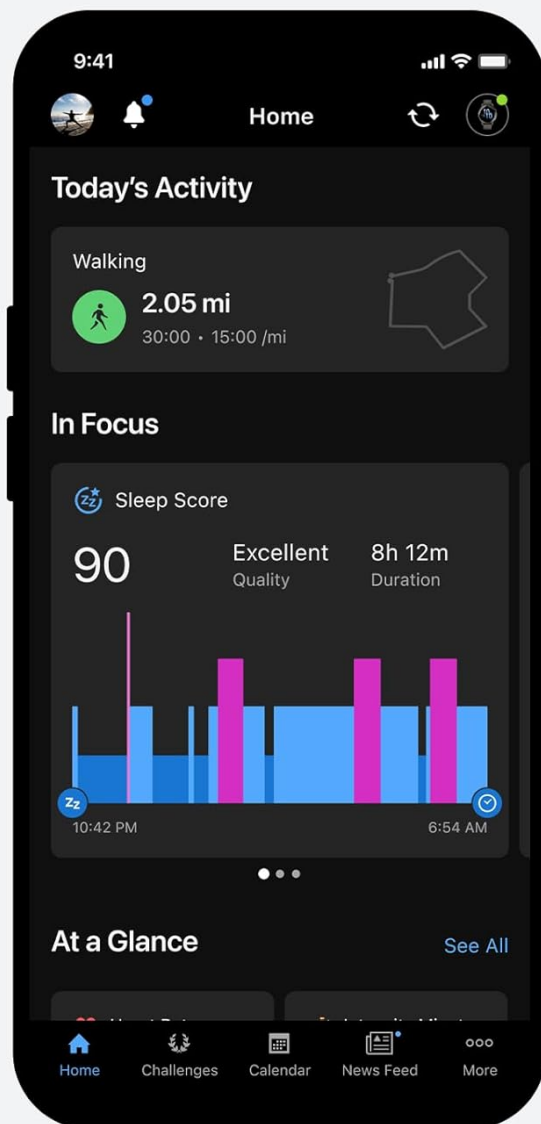 9:41
Home
Today's Activity
Walking
2.05 mi
30:00 • 15:00 /mi
In Focus
Sleep Score
90
Excellent
Quality
8h 12m
Duration
10:42 PM
6:54 AM
At a Glance
See All
Home
Challenges
Calendar
News Feed
More